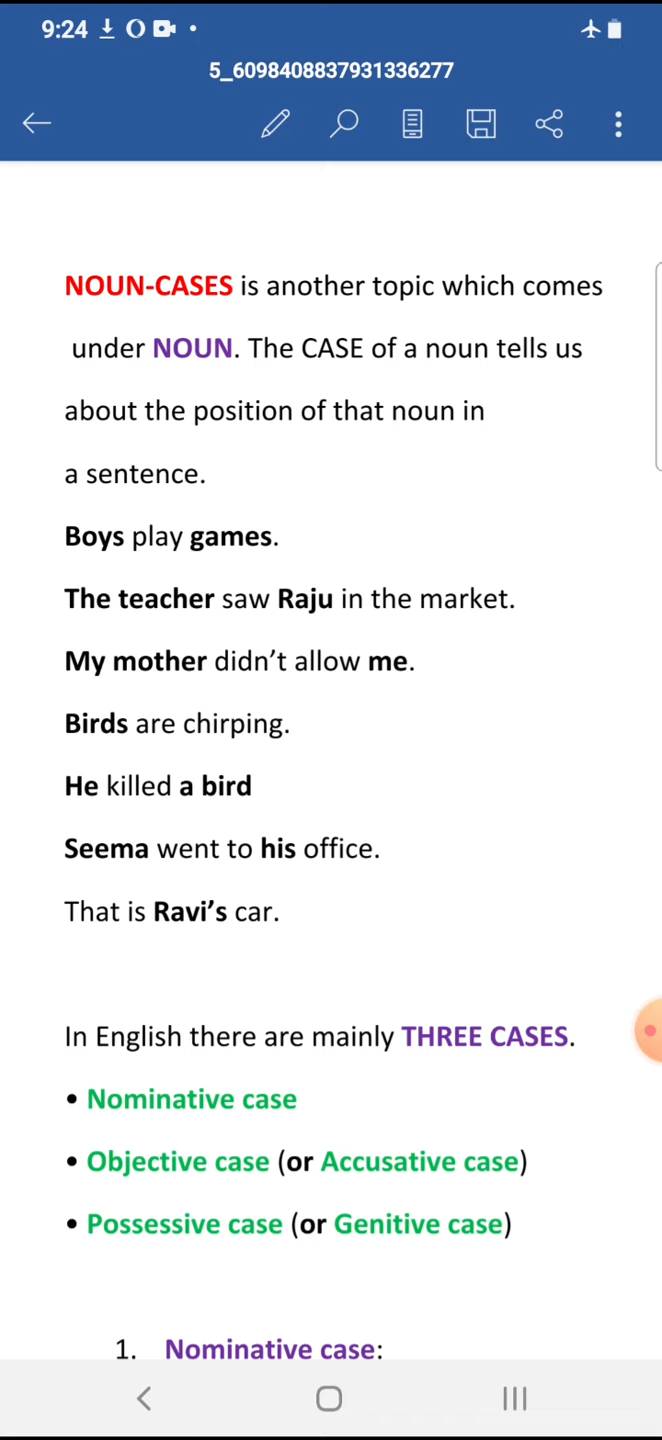 9:24
5_6098408837931336277
NOUN-CASES is another topic which comes
under NOUN. The CASE of a noun tells us
about the position of that noun in
a sentence.
Boys play games.
The teacher saw Raju in the market.
My mother didn’t allow me.
Birds are chirping.
He killed a bird
Seema went to his office.
That is Ravi’s car.
In English there are mainly THREE CASES.
• Nominative case
• Objective case (or Accusative case)
• Possessive case (or Genitive case)
1. Nominative case: